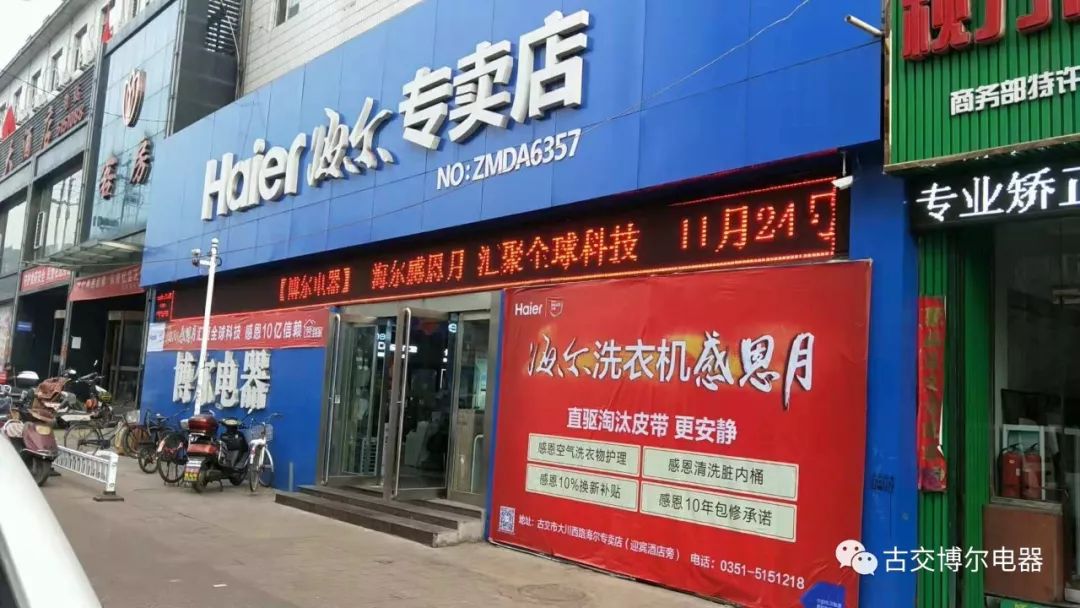 Haier 海尔 专卖店
NO:ZMDA6357
【博尔电器】 海尔感恩月 汇聚全球科技 11月24号
全球科技 感恩10亿信赖
博尔电器
Haier
海尔洗衣机感恩月
直驱淘汰皮带 更安静
感恩空气洗衣物护理
感恩清洗脏内桶
感恩10%换新补贴
感恩10年包修承诺
地址：古交市大川西路海尔专卖店（迎宾酒店旁） 电话：0351-5151218
商务部特许
专业矫正
客房
古交博尔电器